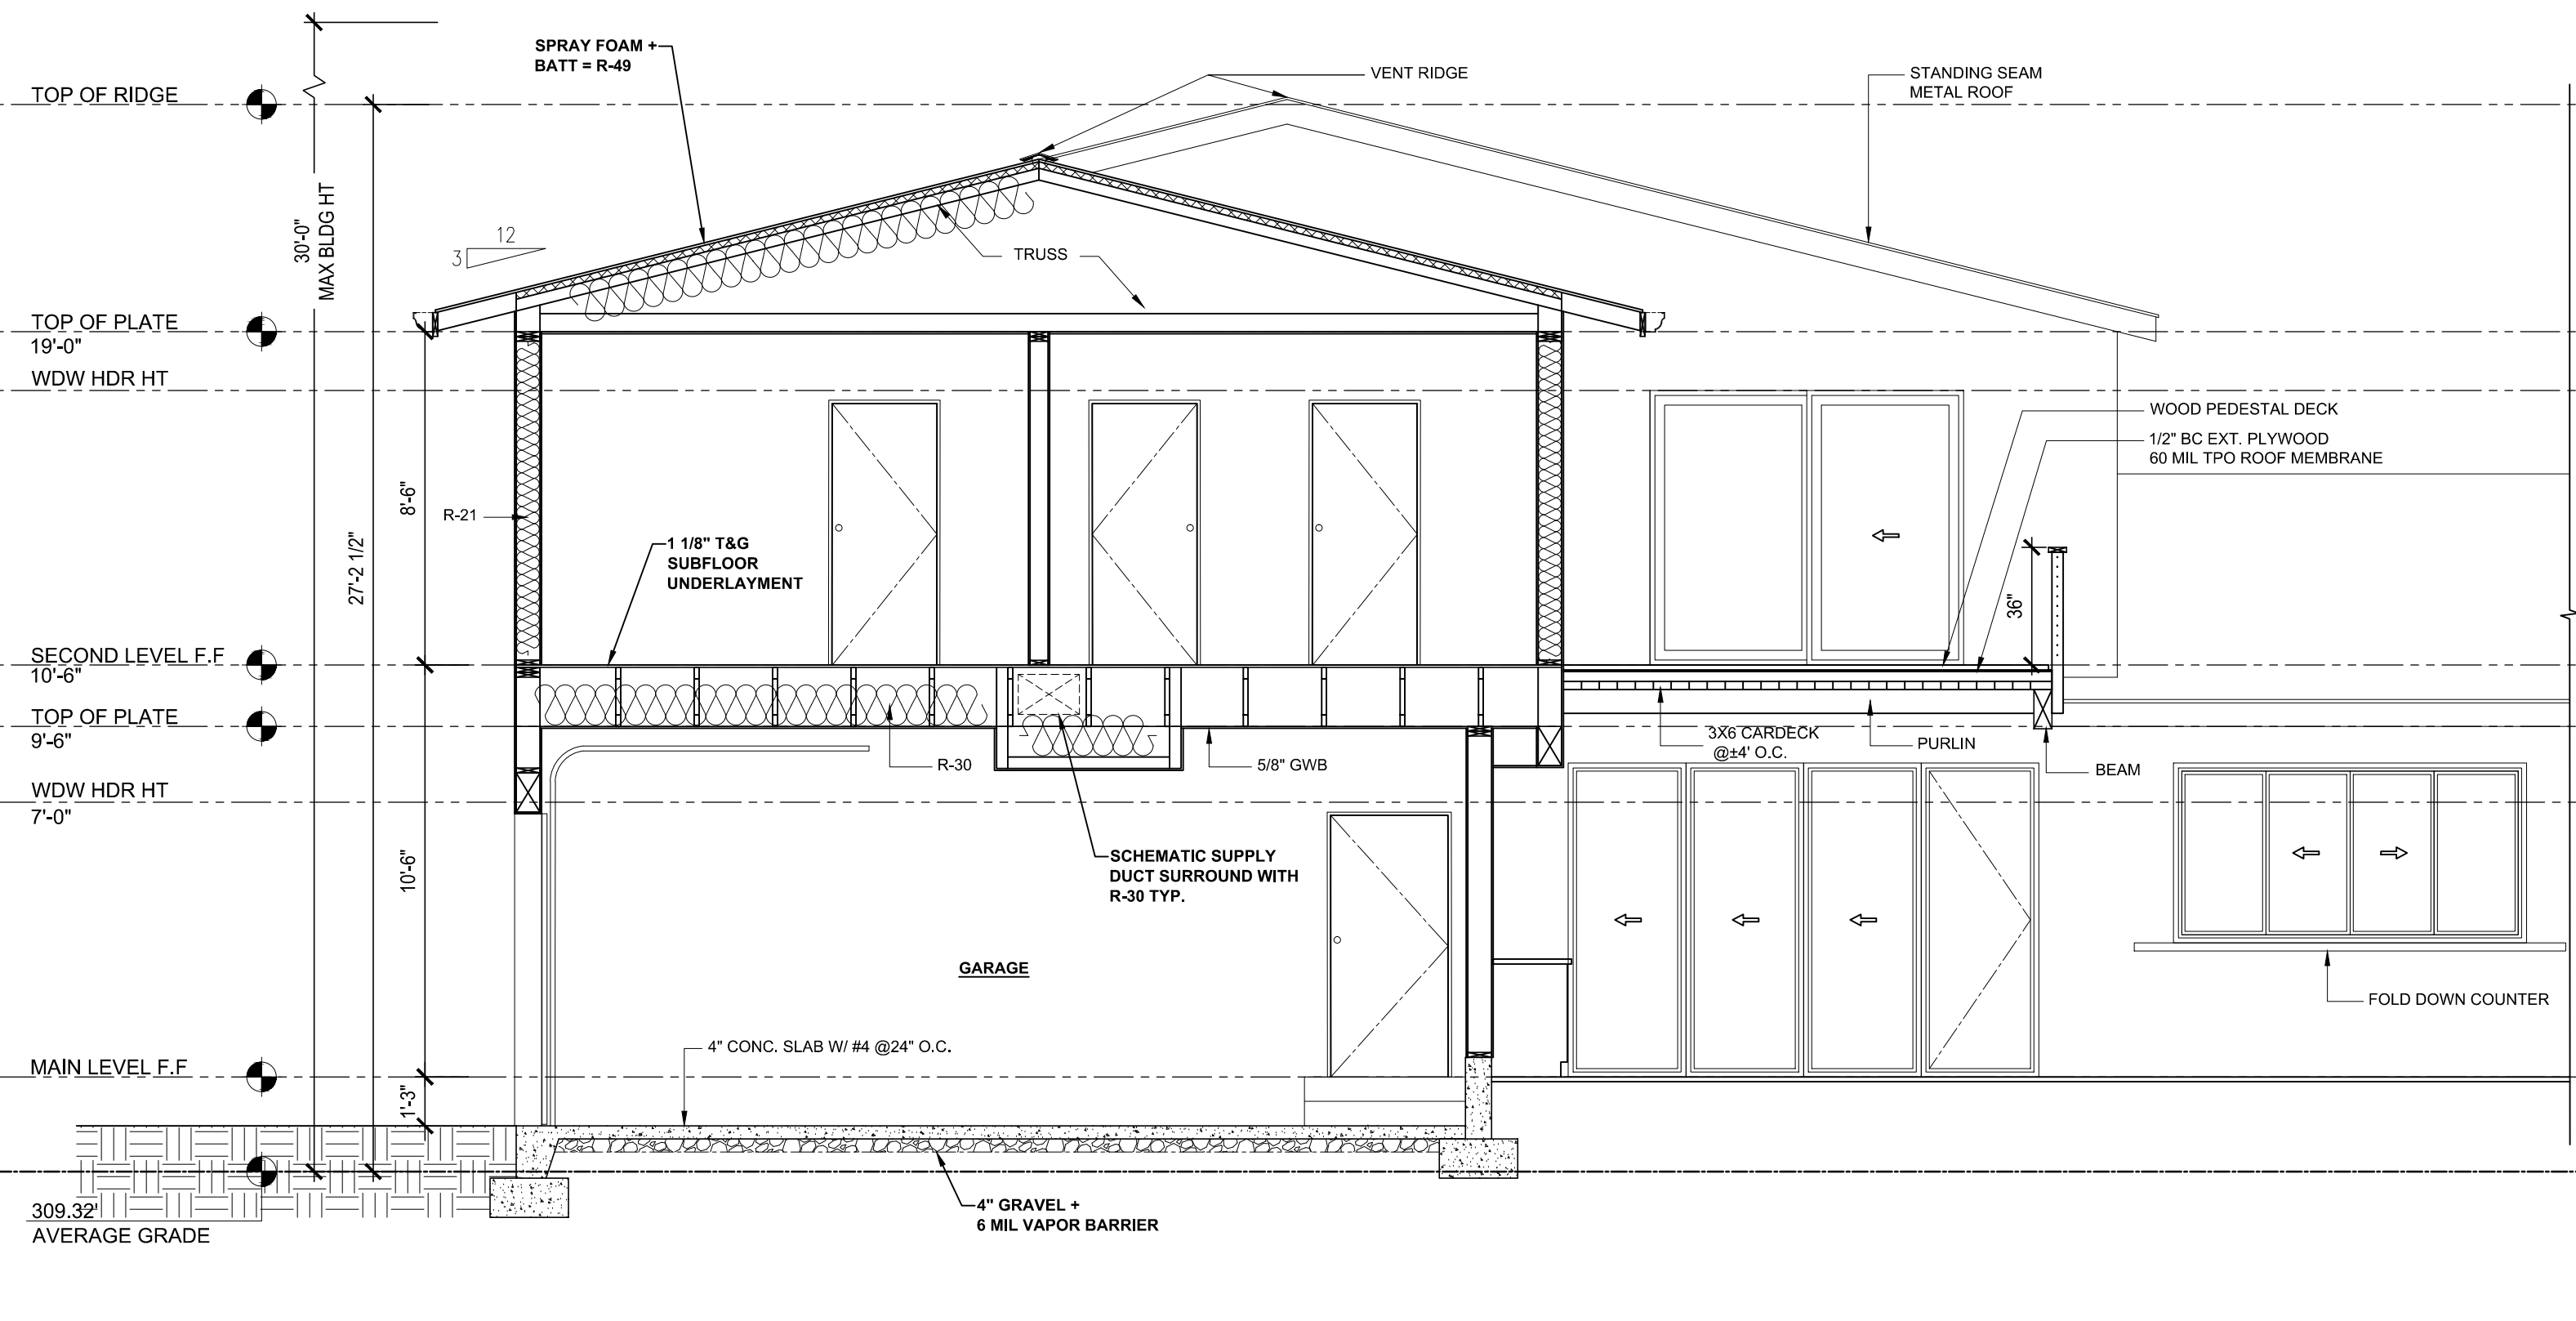 SPRAY FOAM +
BATT = R-49
VENT RIDGE
STANDING SEAM
METAL ROOF
TOP OF RIDGE
30'-0"
MAX BLDG HT
12
3
TRUSS
TOP OF PLATE
19'-0"
WDW HDR HT
WOOD PEDESTAL DECK
1/2" BC EXT. PLYWOOD
60 MIL TPO ROOF MEMBRANE
8'-6"
R-21
27'-2 1/2"
1 1/8" T&G
SUBFLOOR
UNDERLAYMENT
36"
SECOND LEVEL F.F
10'-6"
TOP OF PLATE
9'-6"
3X6 CARDECK
@±4' O.C.
PURLIN
BEAM
R-30
5/8" GWB
WDW HDR HT
7'-0"
10'-6"
SCHEMATIC SUPPLY
DUCT SURROUND WITH
R-30 TYP.
GARAGE
FOLD DOWN COUNTER
4" CONC. SLAB W/ #4 @24" O.C.
MAIN LEVEL F.F
1'-3"
4" GRAVEL +
6 MIL VAPOR BARRIER
309.32'
AVERAGE GRADE